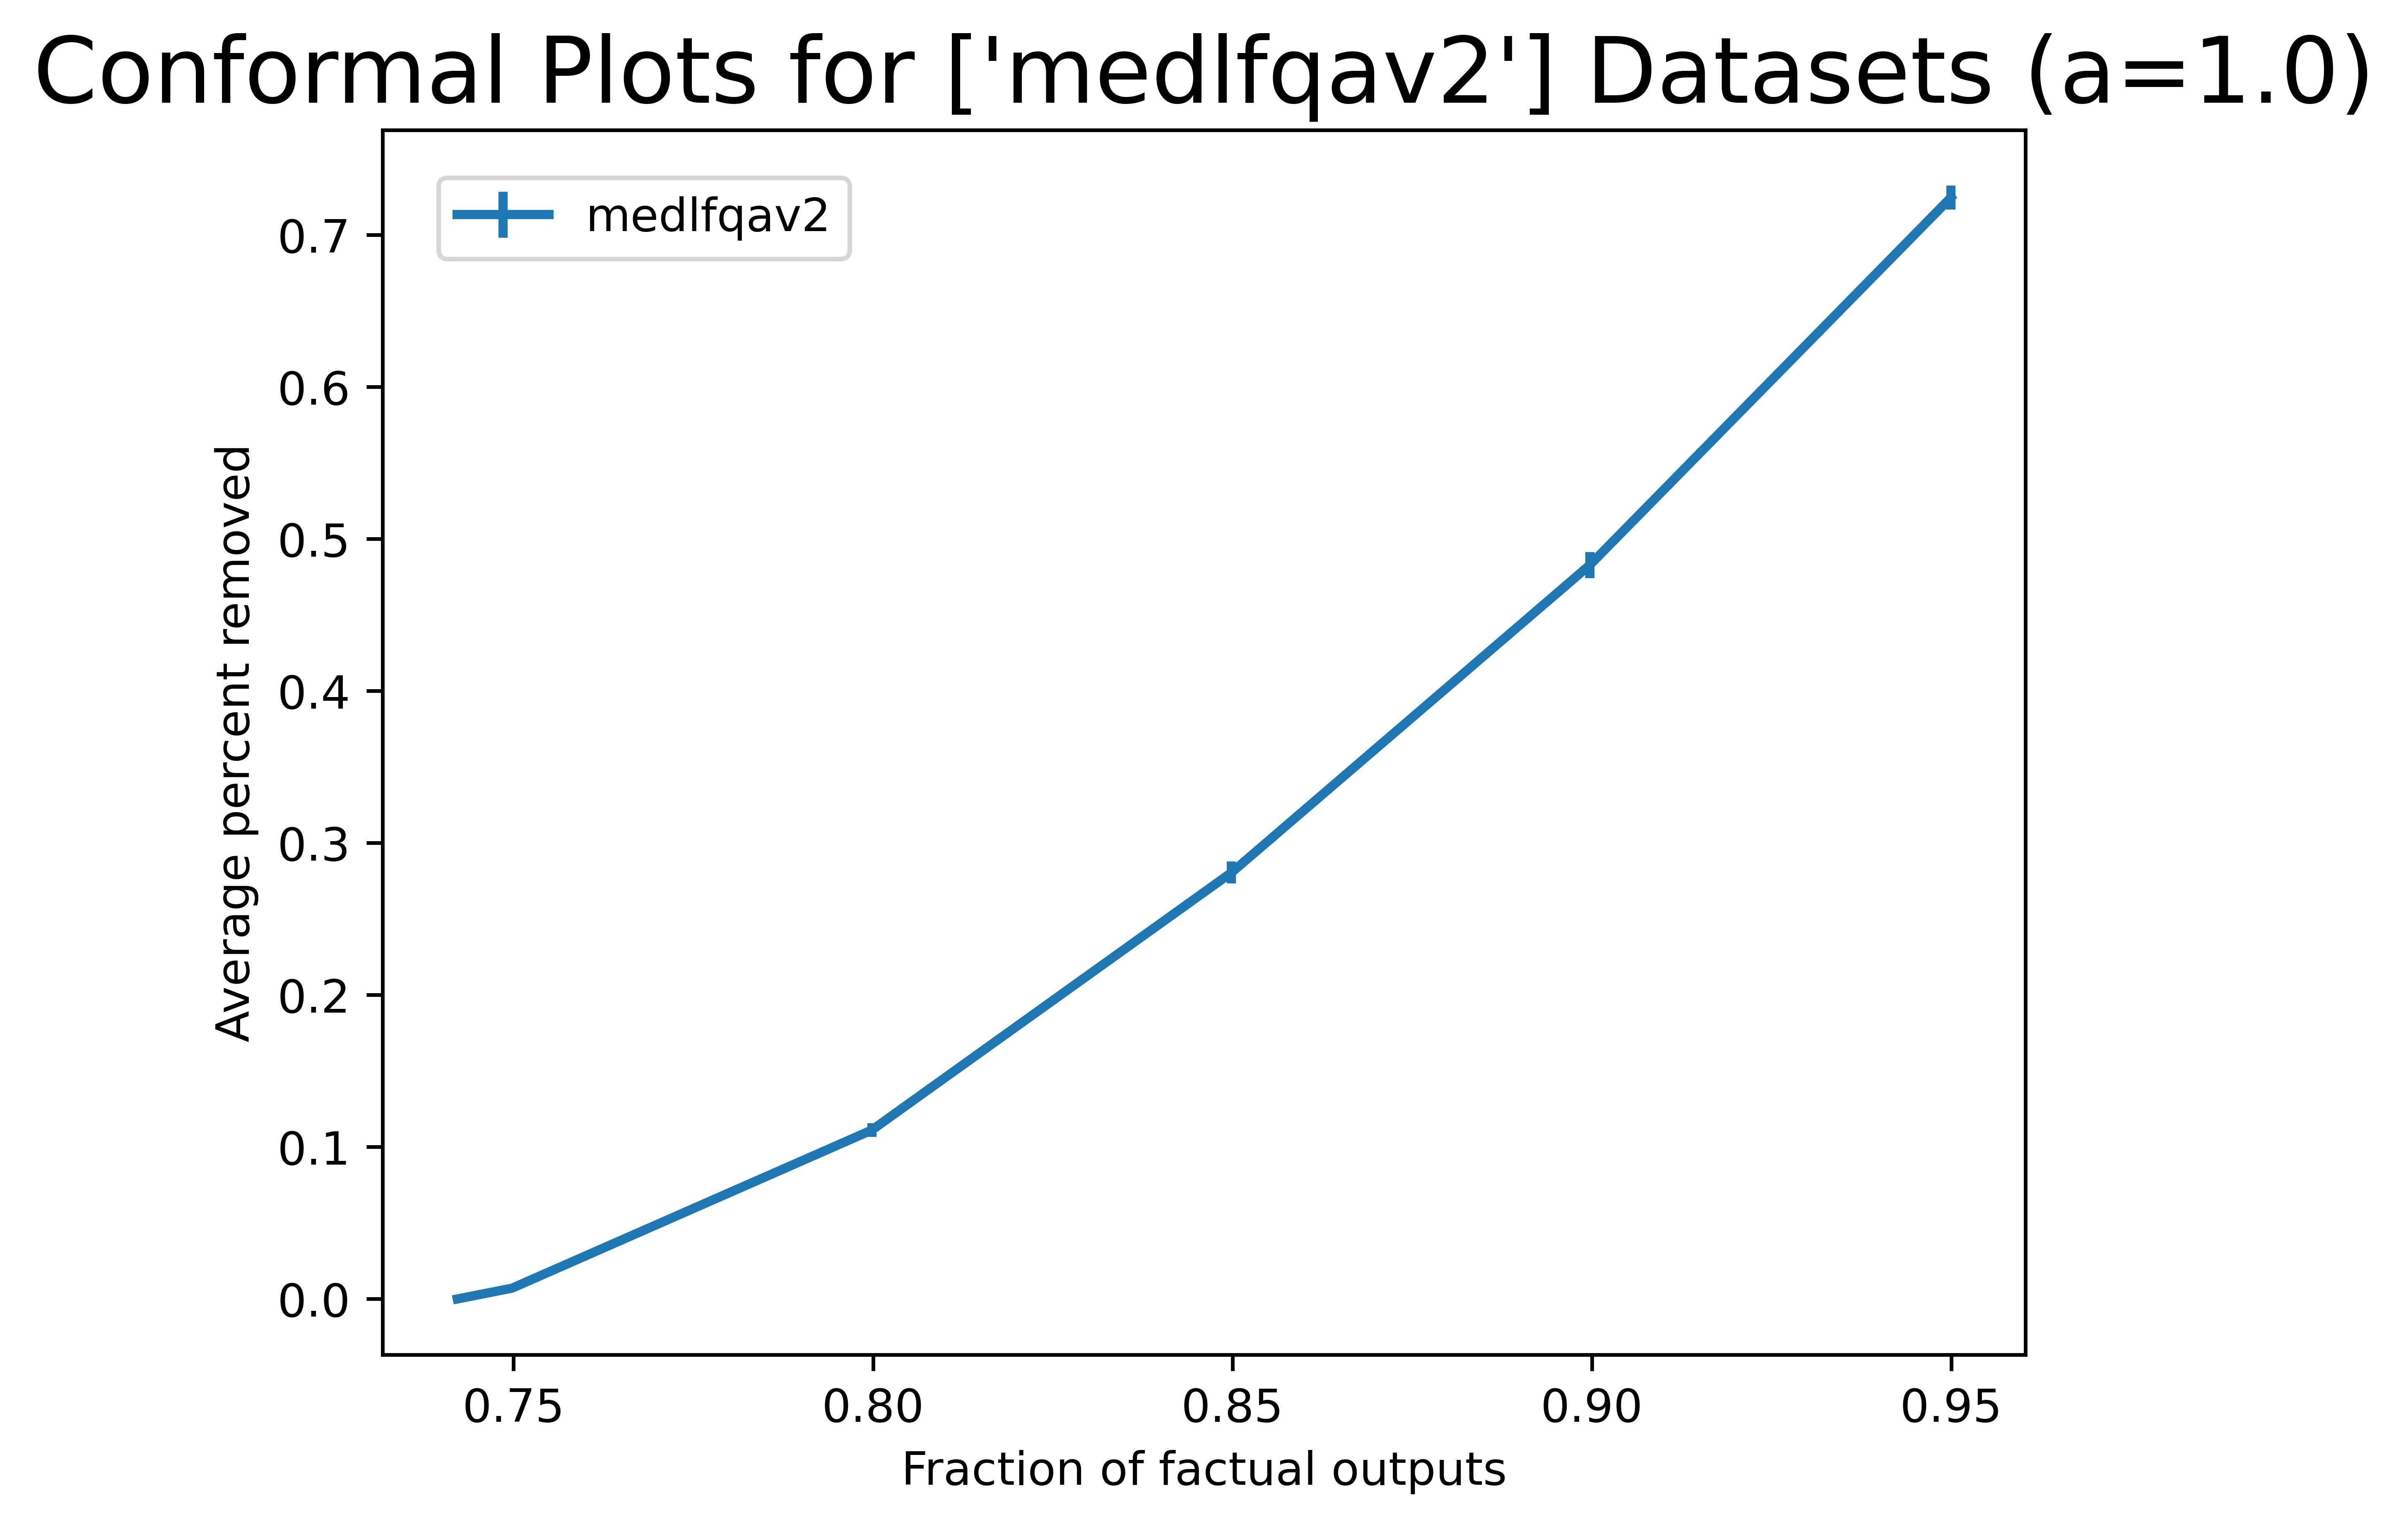 Conformal Plots for ['medlfqav2'] Datasets (a=1.0)
medlfqav2
Average percent removed
0.7
0.6
0.5
0.4
0.3
0.2
0.1
0.0
0.75 0.80 0.85 0.90 0.95
Fraction of factual outputs